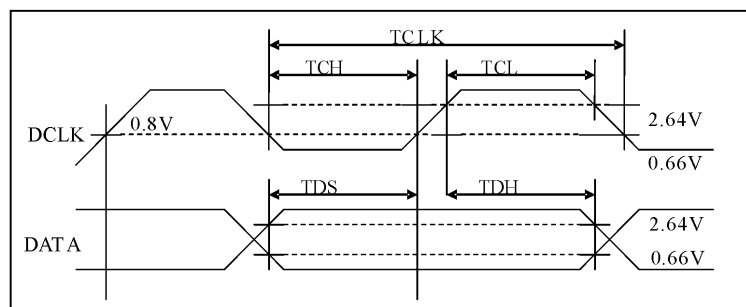 TCLK
TCH TCL
0.8V 2.64V
DCLK
0.66V
TDS TDH
2.64V
DATA
0.66V